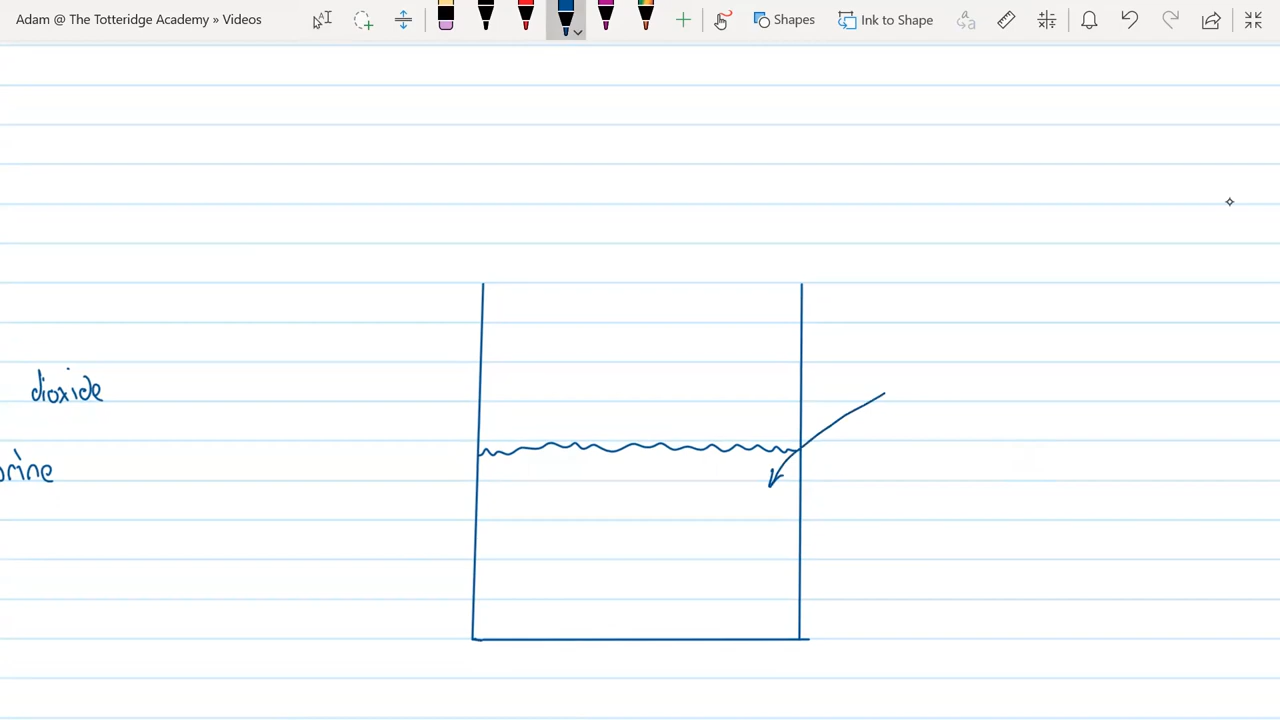 Adam @ The Totteridge Academy » Videos
Shapes
Ink to Shape
dioxide
rine